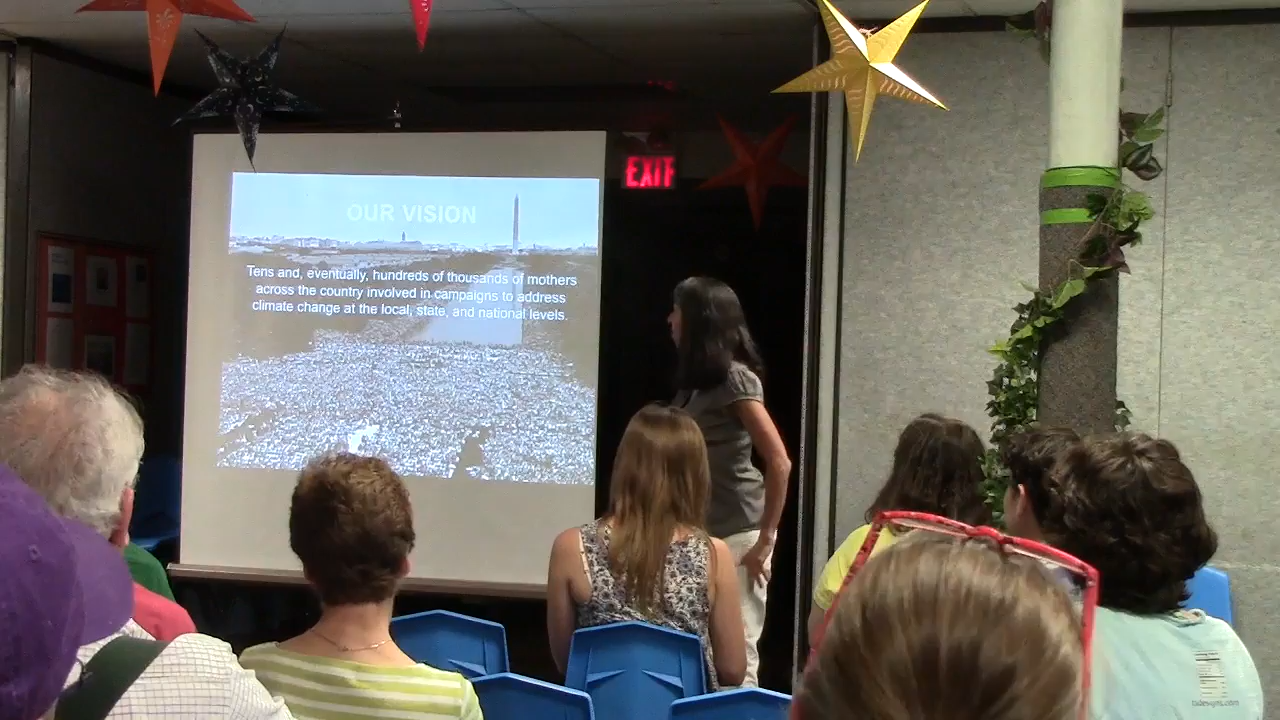 EXIT
OUR VISION
Tens and, eventually, hundreds of thousands of mothers
across the country involved in campaigns to address
climate change at the local, state, and national levels.